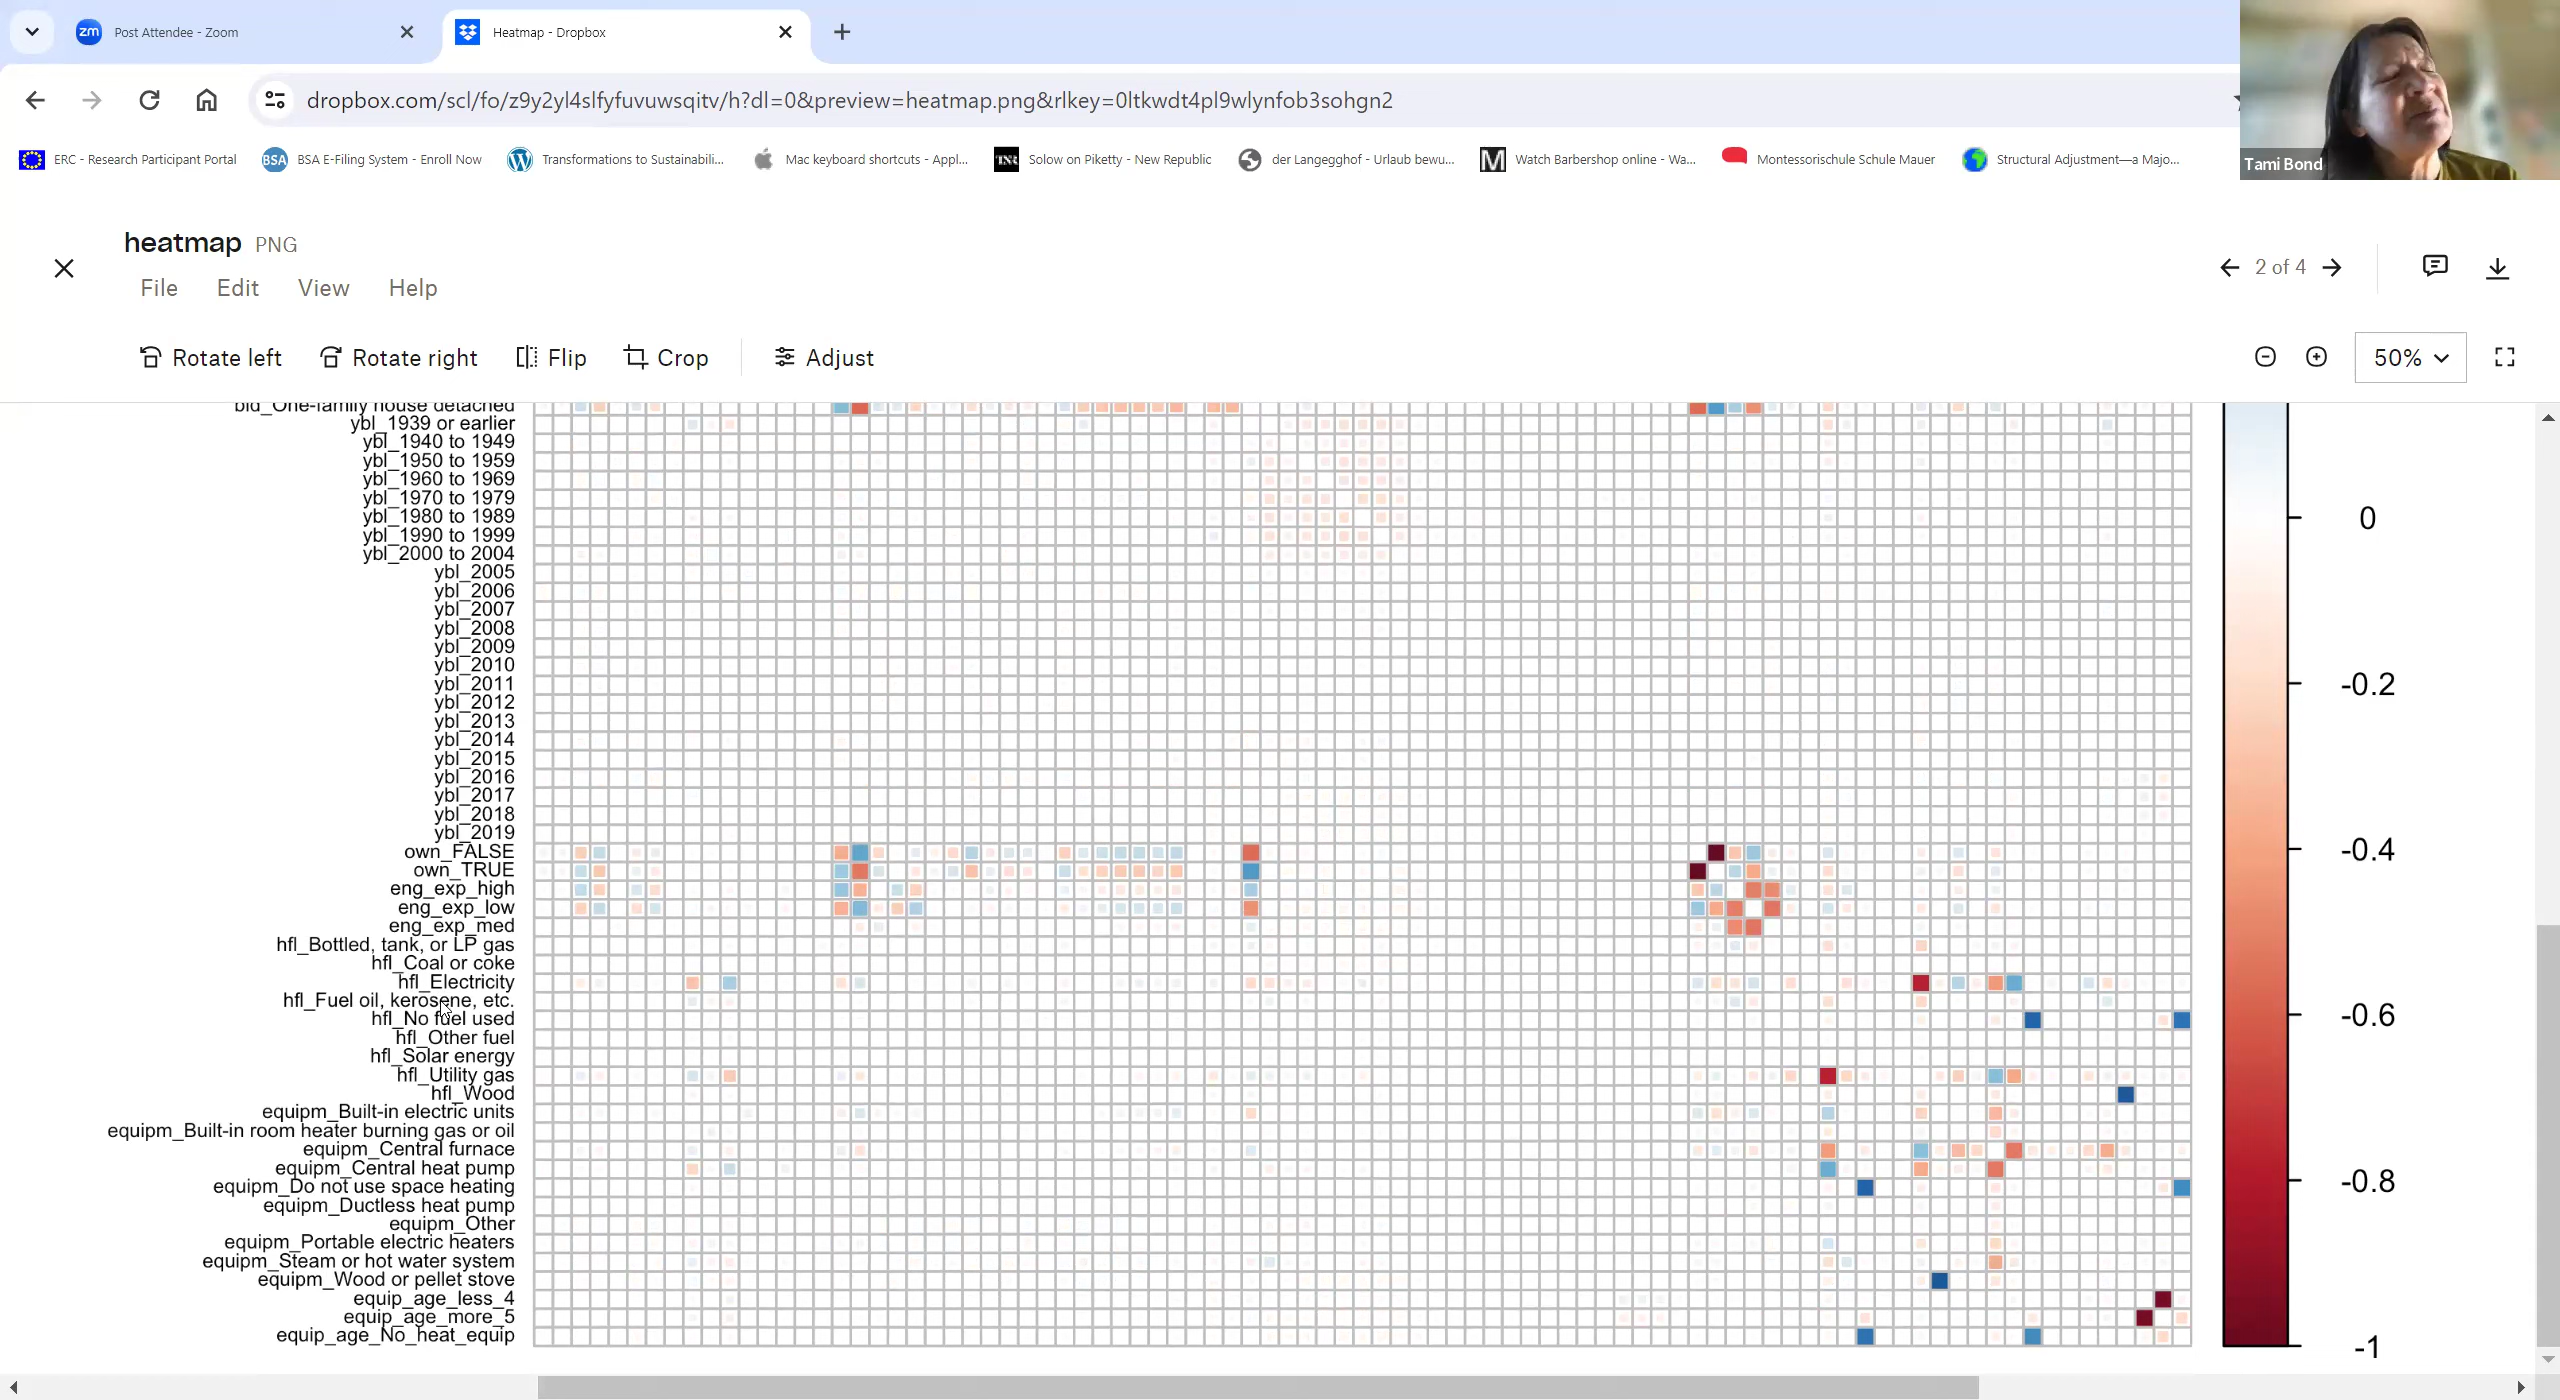 Post Attendee - Zoom
Heatmap - Dropbox
dropbox.com/scl/fo/z9y2yl4slfyfuvuwsqitv/h?dl=0&preview=heatmap.png&rlkey=0ltkwdt4pl9wlynfob3sohgn2
ERC - Research Participant Portal
BSA
BSA E-Filing System - Enroll Now
Transformations to Sustainabili...
Mac keyboard shortcuts - Appl...
TNR
Solow on Piketty - New Republic
der Langegghof - Urlaub bewu...
M
Watch Barbershop online - Wa...
Montessorischule Schule Mauer
Structural Adjustment—a Majo...
Tami Bond
heatmap PNG
File Edit View Help
2 of 4
Rotate left
Rotate right
Flip
Crop
Adjust
50%
bld_One-family house detached
ybl_1939 or earlier
ybl_1940 to 1949
ybl_1950 to 1959
ybl_1960 to 1969
ybl_1970 to 1979
ybl_1980 to 1989
ybl_1990 to 1999
ybl_2000 to 2004
ybl_2005
ybl_2006
ybl_2007
ybl_2008
ybl_2009
ybl_2010
ybl_2011
ybl_2012
ybl_2013
ybl_2014
ybl_2015
ybl_2016
ybl_2017
ybl_2018
ybl_2019
own_FALSE
own_TRUE
eng_exp_high
eng_exp_low
eng_exp_med
hfl_Bottled, tank, or LP gas
hfl_Coal or coke
hfl_Electricity
hfl_Fuel oil, kerosene, etc.
hfl_No fuel used
hfl_Other fuel
hfl_Solar energy
hfl_Utility gas
hfl_Wood
equipm_Built-in electric units
equipm_Built-in room heater burning gas or oil
equipm_Central furnace
equipm_Central heat pump
equipm_Do not use space heating
equipm_Ductless heat pump
equipm_Other
equipm_Portable electric heaters
equipm_Steam or hot water system
equipm_Wood or pellet stove
equip_age_less_4
equip_age_more_5
equip_age_No_heat_equip
0
-0.2
-0.4
-0.6
-0.8
-1